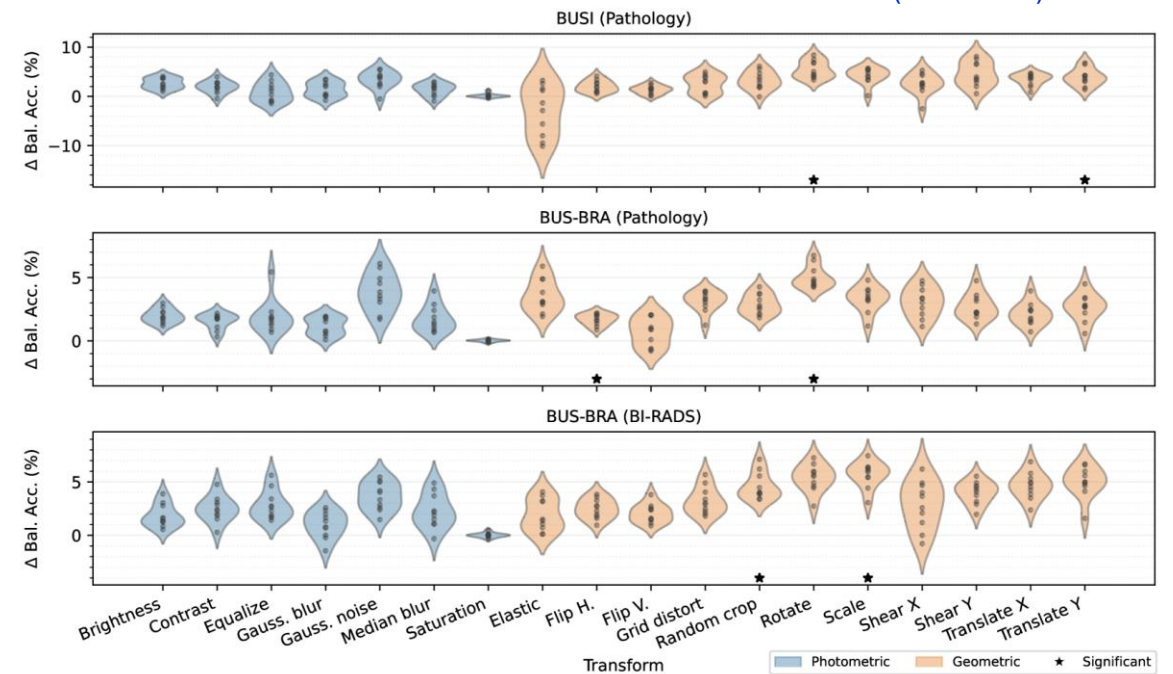 BUSI (Pathology)
Δ Bal. Acc. (%)
10
0
−10
BUS-BRA (Pathology)
Δ Bal. Acc. (%)
5
0
BUS-BRA (BI-RADS)
Δ Bal. Acc. (%)
5
0
Brightness
Contrast
Equalize
Gauss. blur
Gauss. noise
Median blur
Saturation
Elastic
Flip H.
Flip V.
Grid distort
Random crop
Rotate
Scale
Shear X
Shear Y
Translate X
Translate Y
Transform
Photometric
Geometric
★ Significant